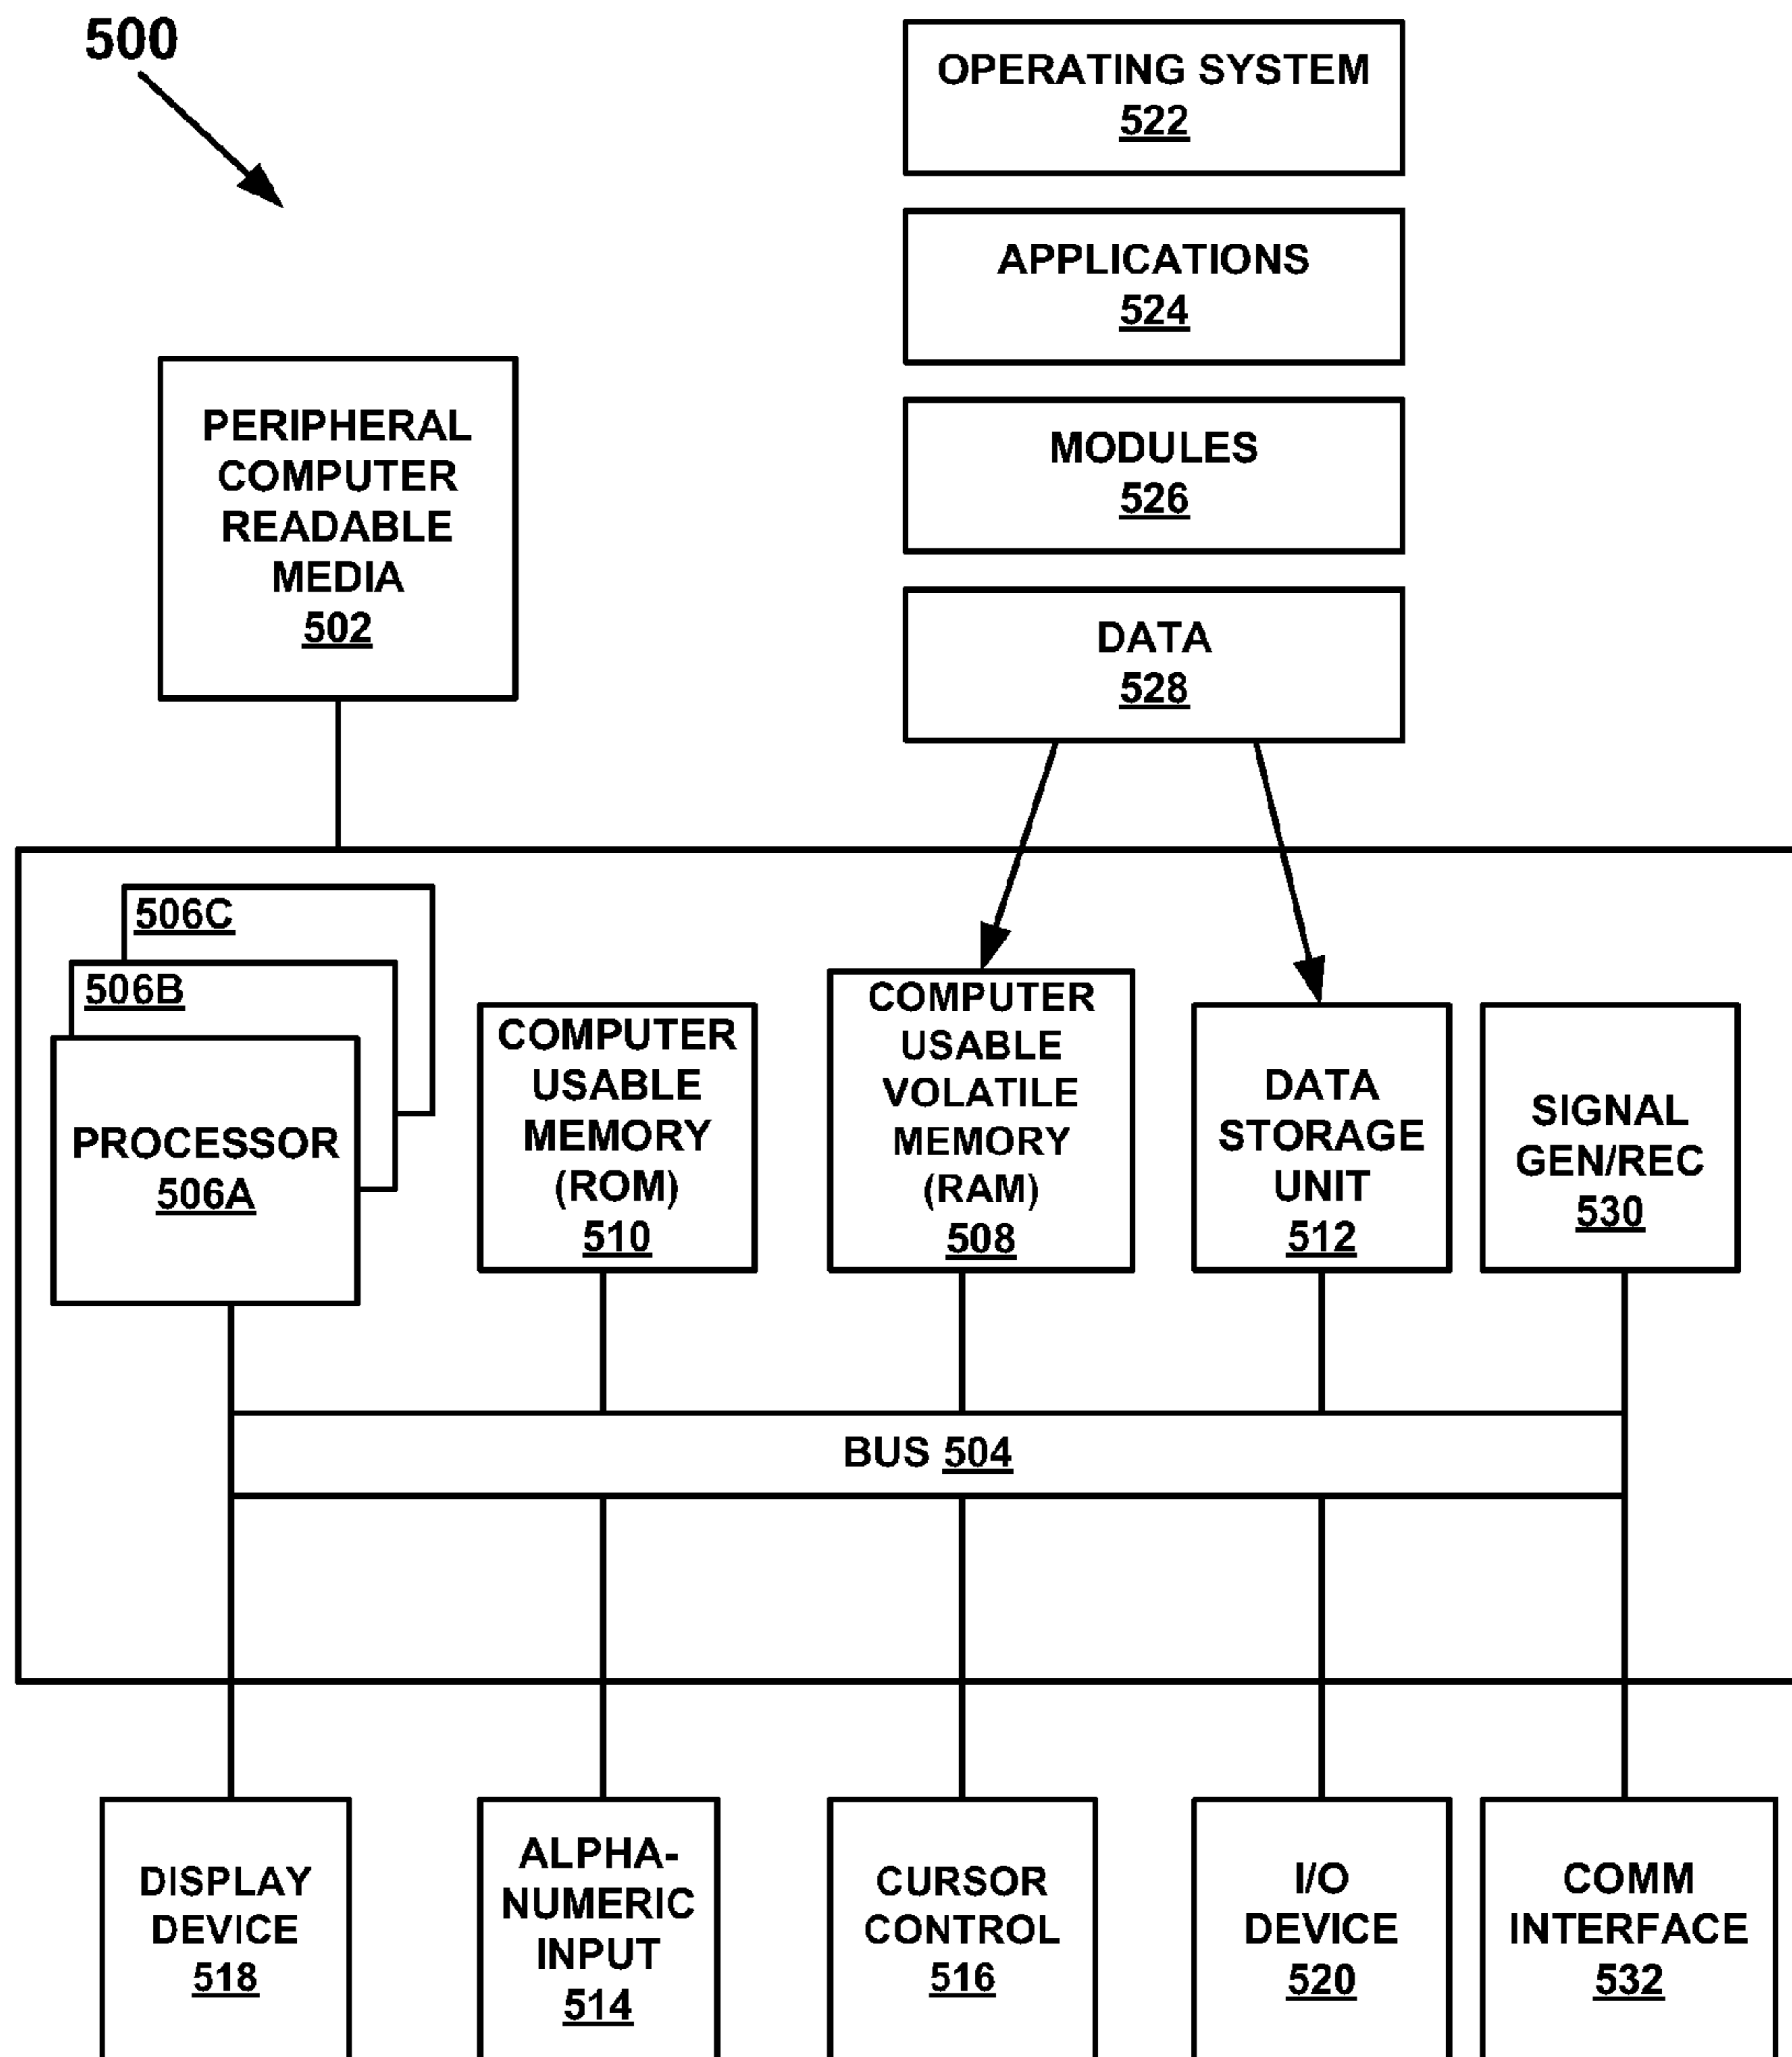 500
OPERATING SYSTEM
522
APPLICATIONS
524
MODULES
526
DATA
528
PERIPHERAL
COMPUTER
READABLE
MEDIA
502
506C
506B
PROCESSOR
506A
COMPUTER
USABLE
MEMORY
(ROM)
510
COMPUTER
USABLE
VOLATILE
MEMORY
(RAM)
508
DATA
STORAGE
UNIT
512
SIGNAL
GEN/REC
530
BUS 504
DISPLAY
DEVICE
518
ALPHA-
NUMERIC
INPUT
514
CURSOR
CONTROL
516
I/O
DEVICE
520
COMM
INTERFACE
532